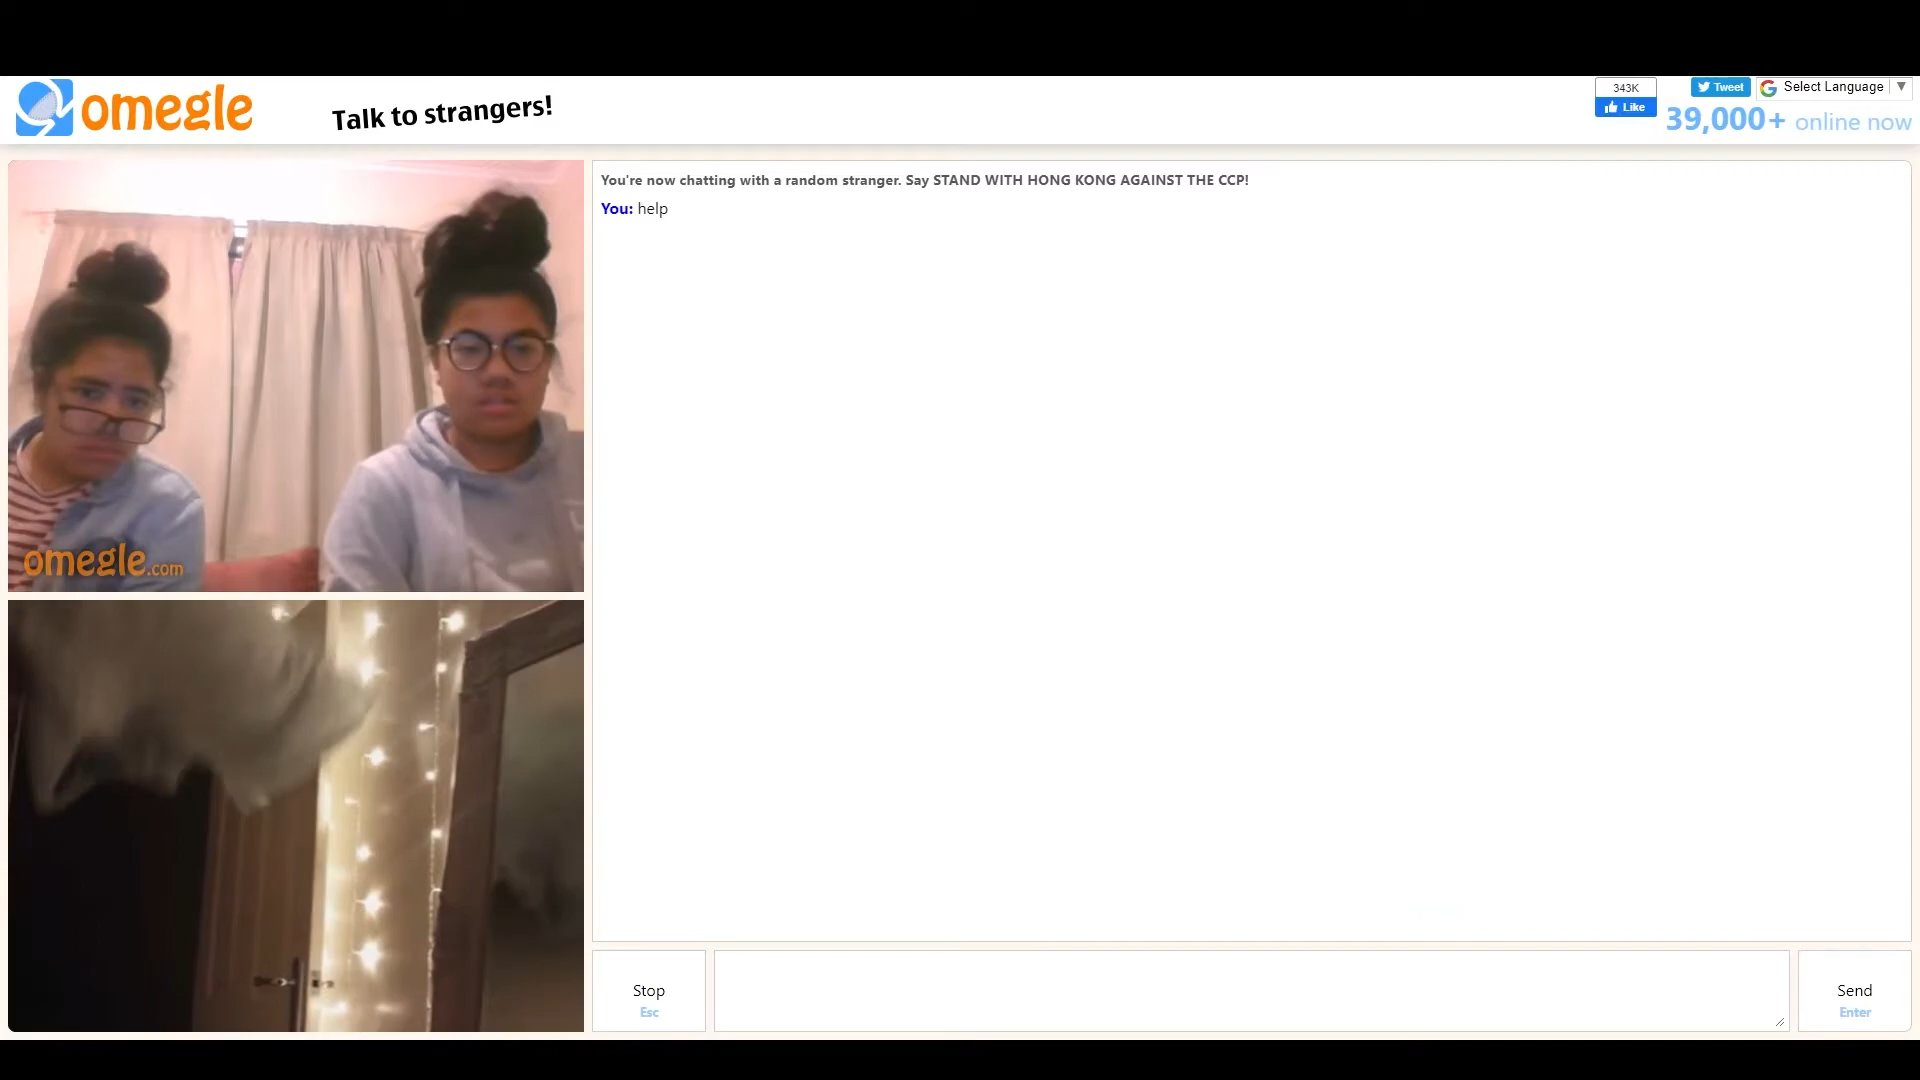 omegle
Talk to strangers!
343K
Like
Tweet
Select Language
39,000+ online now
You're now chatting with a random stranger. Say STAND WITH HONG KONG AGAINST THE CCP!
You: help
omegle.com
Stop
Esc
Send
Enter